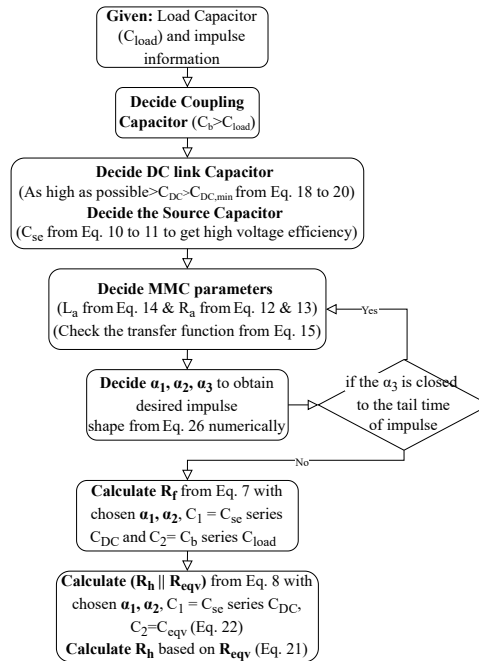 Given: Load Capacitor
(Cload) and impulse
information
Decide Coupling
Capacitor (Cb>Cload)
Decide DC link Capacitor
(As high as possible>CDC>CDC,min from Eq. 18 to 20)
Decide the Source Capacitor
(Cse from Eq. 10 to 11 to get high voltage efficiency)
Decide MMC parameters
(La from Eq. 14 & Ra from Eq. 12 & 13)
(Check the transfer function from Eq. 15)
Yes
Decide α1, α2, α3 to obtain
desired impulse
shape from Eq. 26 numerically
if the α3 is closed
to the tail time
of impulse
No
Calculate Rf from Eq. 7 with
chosen α1, α2, C1 = Cse series
CDC and C2= Cb series Cload
Calculate (Rh || Reqv) from Eq. 8 with
chosen α1, α2, C1 = Cse series CDC,
C2=Ceqv (Eq. 22)
Calculate Rh based on Reqv (Eq. 21)